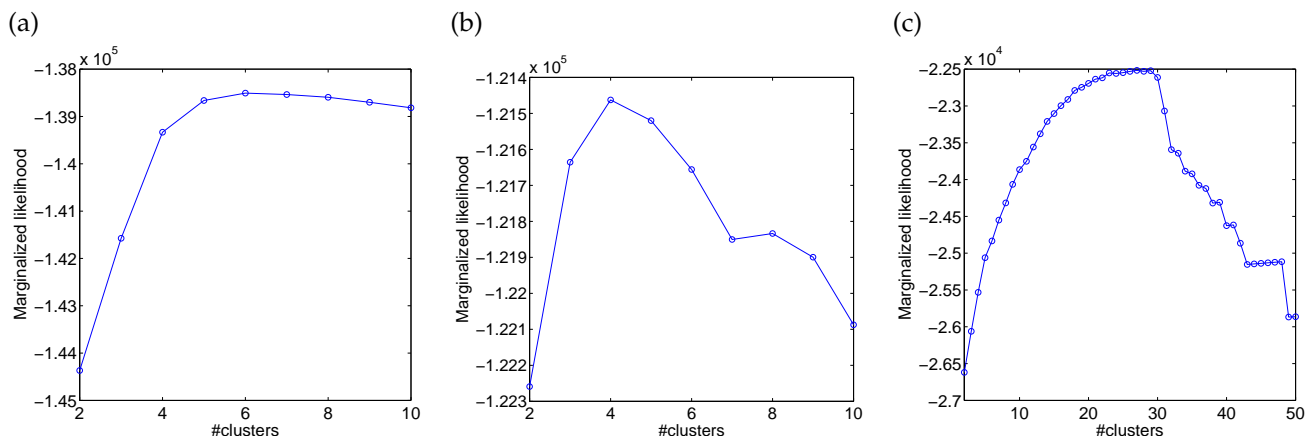 (a)
x 10^5
−1.38
−1.39
−1.4
−1.41
−1.42
−1.43
−1.44
−1.45
Marginalized likelihood
2 4 6 8 10
#clusters
(b)
x 10^5
−1.214
−1.215
−1.216
−1.217
−1.218
−1.219
−1.22
−1.221
−1.222
−1.223
Marginalized likelihood
2 4 6 8 10
#clusters
(c)
x 10^4
−2.25
−2.3
−2.35
−2.4
−2.45
−2.5
−2.55
−2.6
−2.65
−2.7
Marginalized likelihood
10 20 30 40 50
#clusters